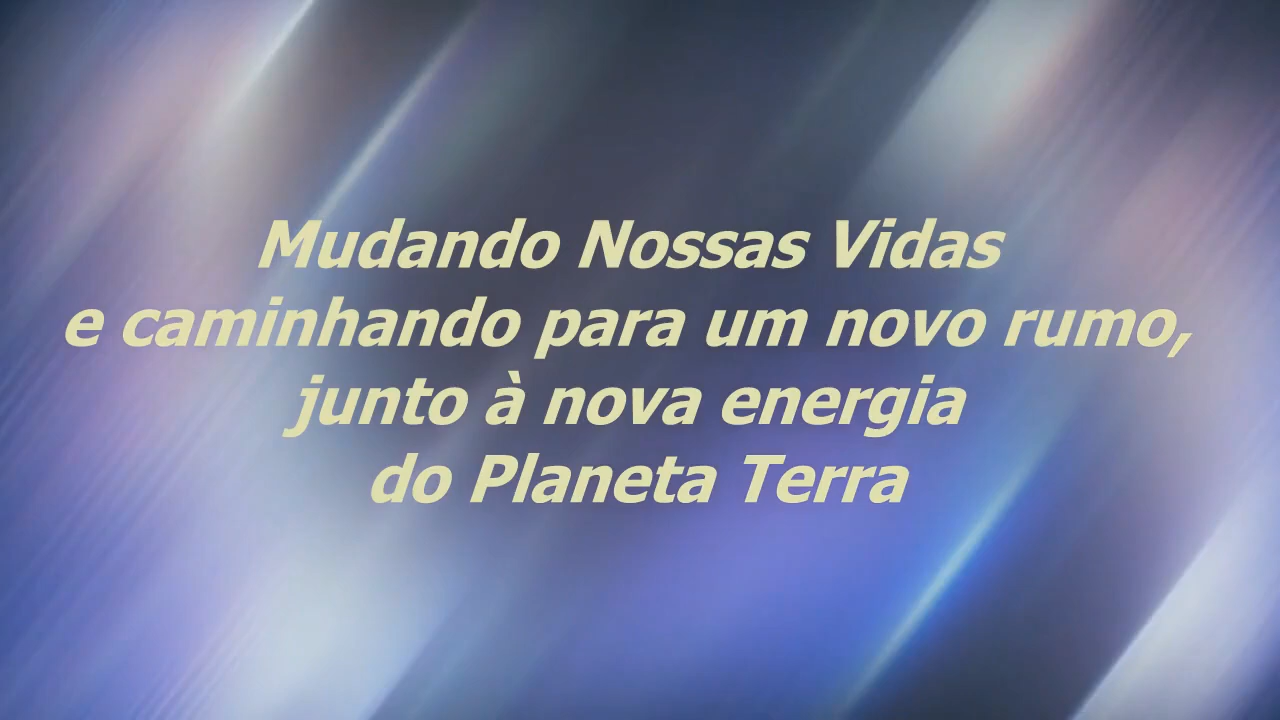 Mudando Nossas Vidas
e caminhando para um novo rumo,
junto à nova energia
do Planeta Terra